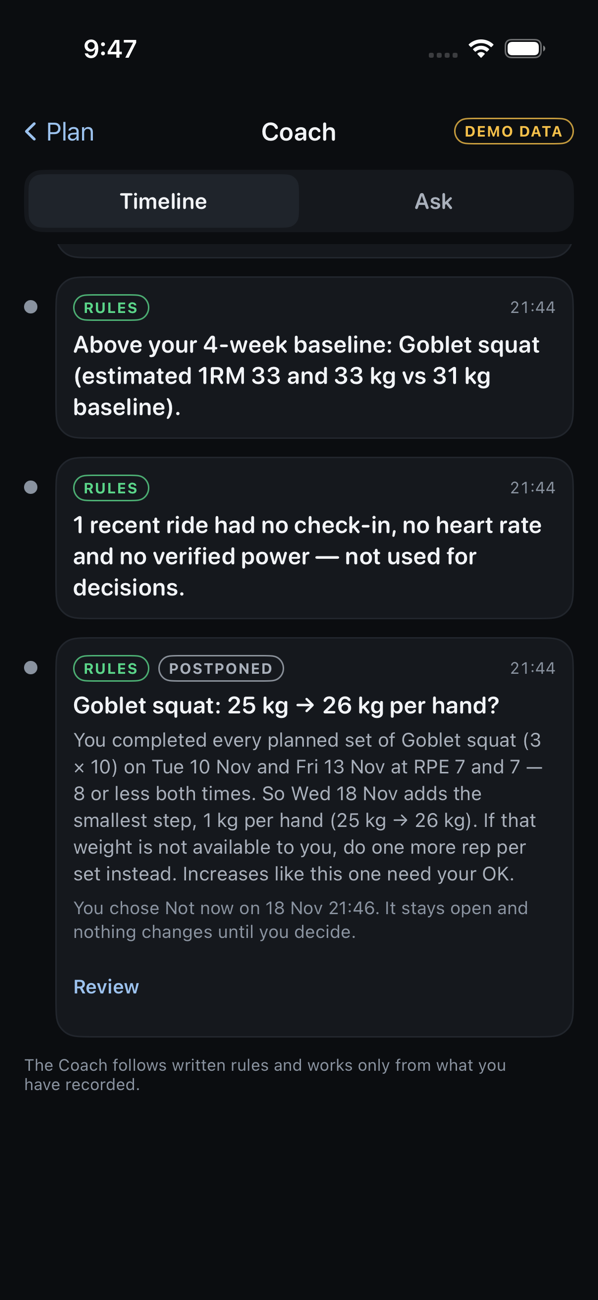 9:47
Plan
Coach
DEMO DATA
Timeline
Ask
RULES
21:44
Above your 4-week baseline: Goblet squat
(estimated 1RM 33 and 33 kg vs 31 kg
baseline).
RULES
21:44
1 recent ride had no check-in, no heart rate
and no verified power — not used for
decisions.
RULES
POSTPONED
21:44
Goblet squat: 25 kg → 26 kg per hand?
You completed every planned set of Goblet squat (3
× 10) on Tue 10 Nov and Fri 13 Nov at RPE 7 and 7 —
8 or less both times. So Wed 18 Nov adds the
smallest step, 1 kg per hand (25 kg → 26 kg). If that
weight is not available to you, do one more rep per
set instead. Increases like this one need your OK.
You chose Not now on 18 Nov 21:46. It stays open and
nothing changes until you decide.
Review
The Coach follows written rules and works only from what you
have recorded.